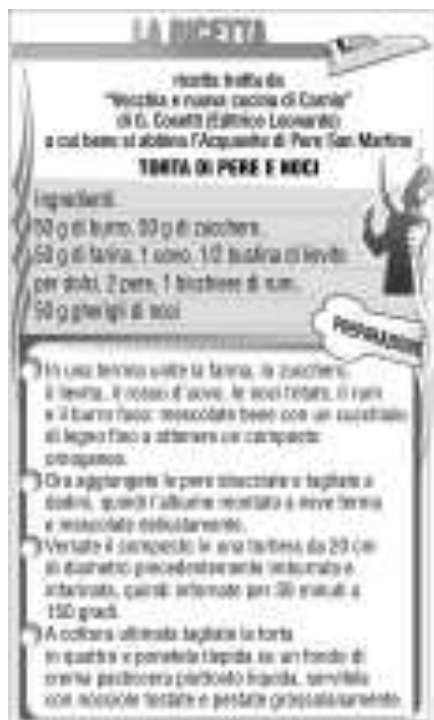 LA RICETTA
ricetta tratta da
"Vecchia e nuova cucina di Carnia"
di G. Cosetti (Editrice Leonardo)
a cui bene si abbina l'Acquavite di Pere San Martino
TORTA DI PERE E NOCI
Ingredienti
50 g di burro, 50 g di zucchero,
50 g di farina, 1 uovo, 1/2 bustina di lievito
per dolci, 2 pere, 1 bicchiere di rum,
50 g gherigli di noci
PREPARAZIONE
In una terrina unite la farina, lo zucchero,
il lievito, il rosso d'uovo, le noci tritate, il rum
e il burro fuso: mescolate bene con un cucchiaio
di legno fino a ottenere un composto
omogeneo.
Ora aggiungete le pere sbucciate e tagliate a
dadini, quindi l'albume montato a neve ferma
e mescolate delicatamente.
Versate il composto in una tortiera da 20 cm
di diametro precedentemente imburrata e
infarinata, quindi infornate per 30 minuti a
150 gradi.
A cottura ultimata tagliate la torta
in quattro e ponetela tiepida su un fondo di
crema pasticcera piuttosto liquida, servitela
con nocciole tostate e pestate grossolanamente.